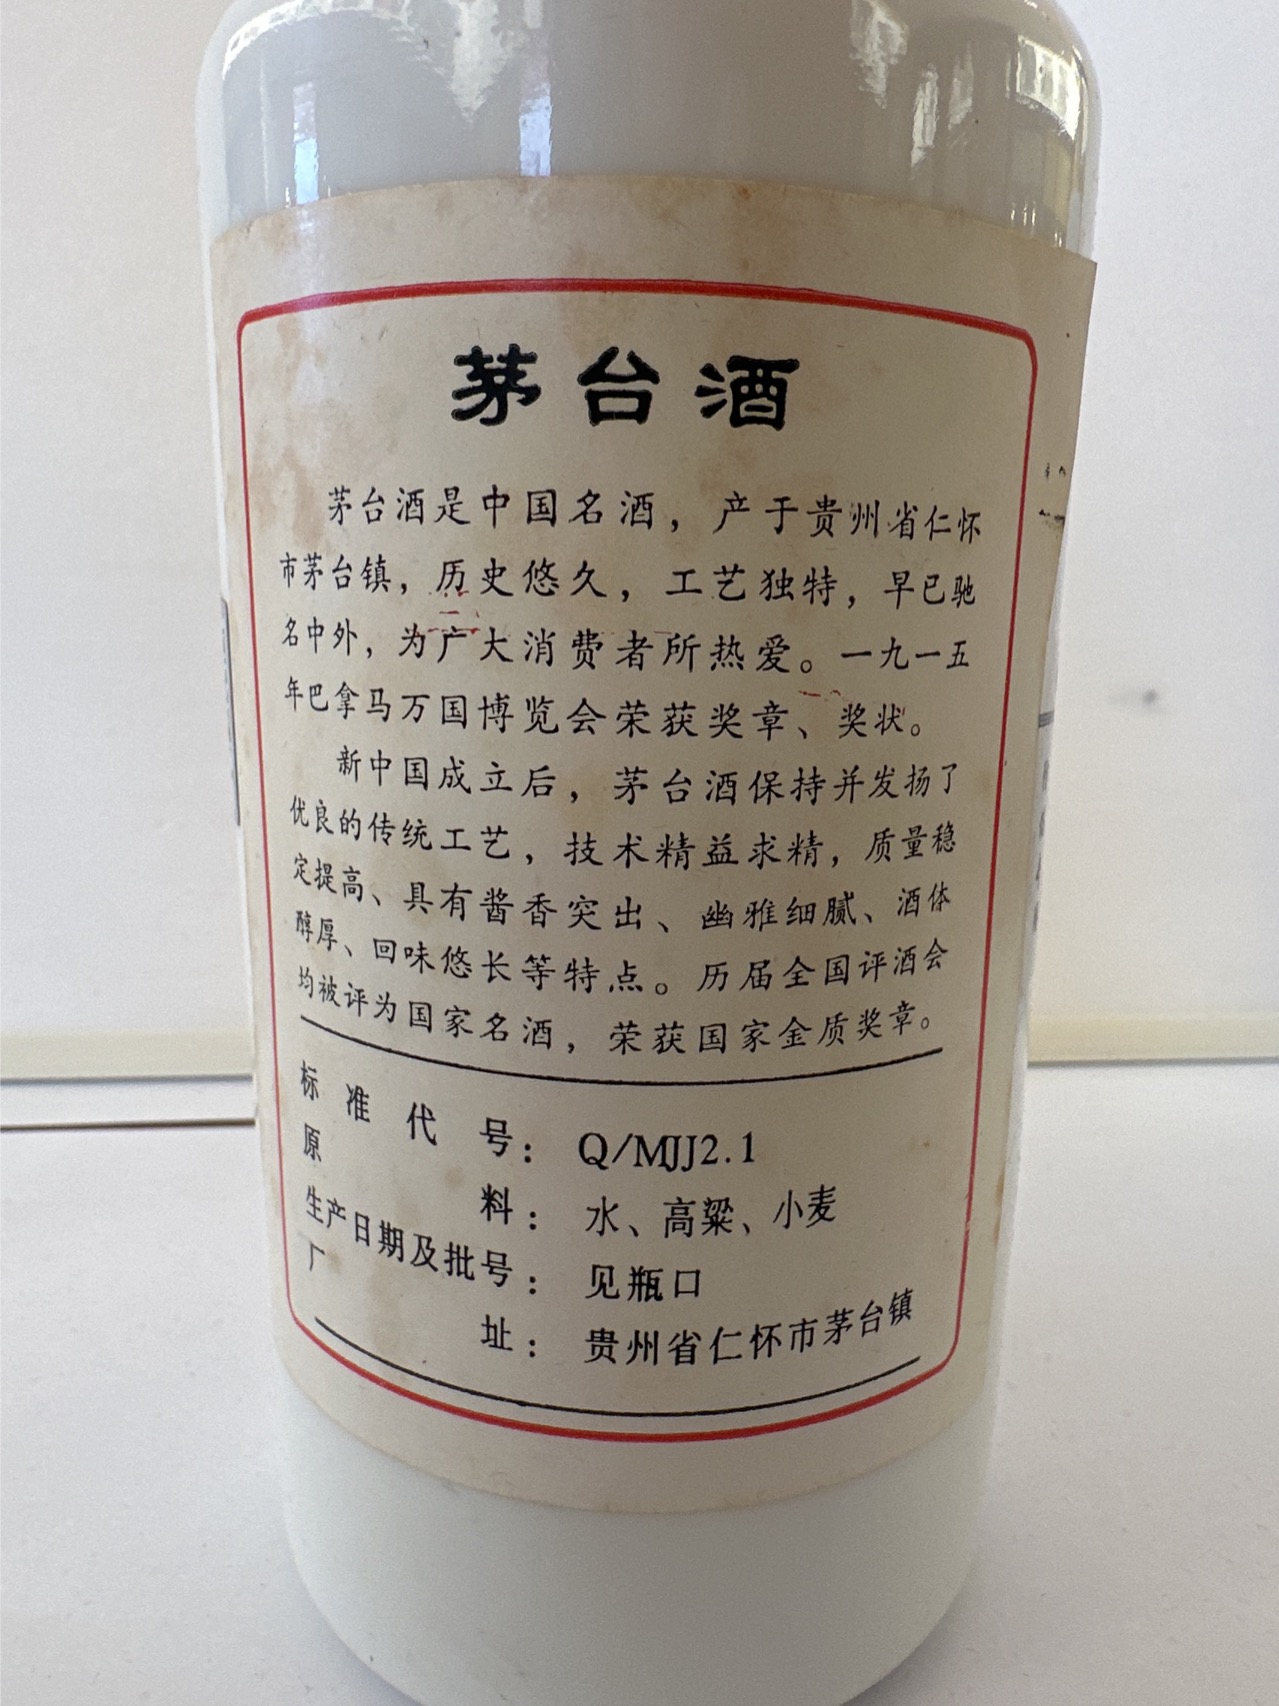 茅台酒
茅台酒是中国名酒，产于贵州省仁怀
市茅台镇，历史悠久，工艺独特，早已驰
名中外，为广大消费者所热爱。一九一五
年巴拿马万国博览会荣获奖章、奖状。
新中国成立后，茅台酒保持并发扬了
优良的传统工艺，技术精益求精，质量稳
定提高、具有酱香突出、幽雅细腻、酒体
醇厚、回味悠长等特点。历届全国评酒会
均被评为国家名酒，荣获国家金质奖章。
标准代号：Q/MJJ2.1
原料：水、高粱、小麦
生产日期及批号：见瓶口
厂址：贵州省仁怀市茅台镇